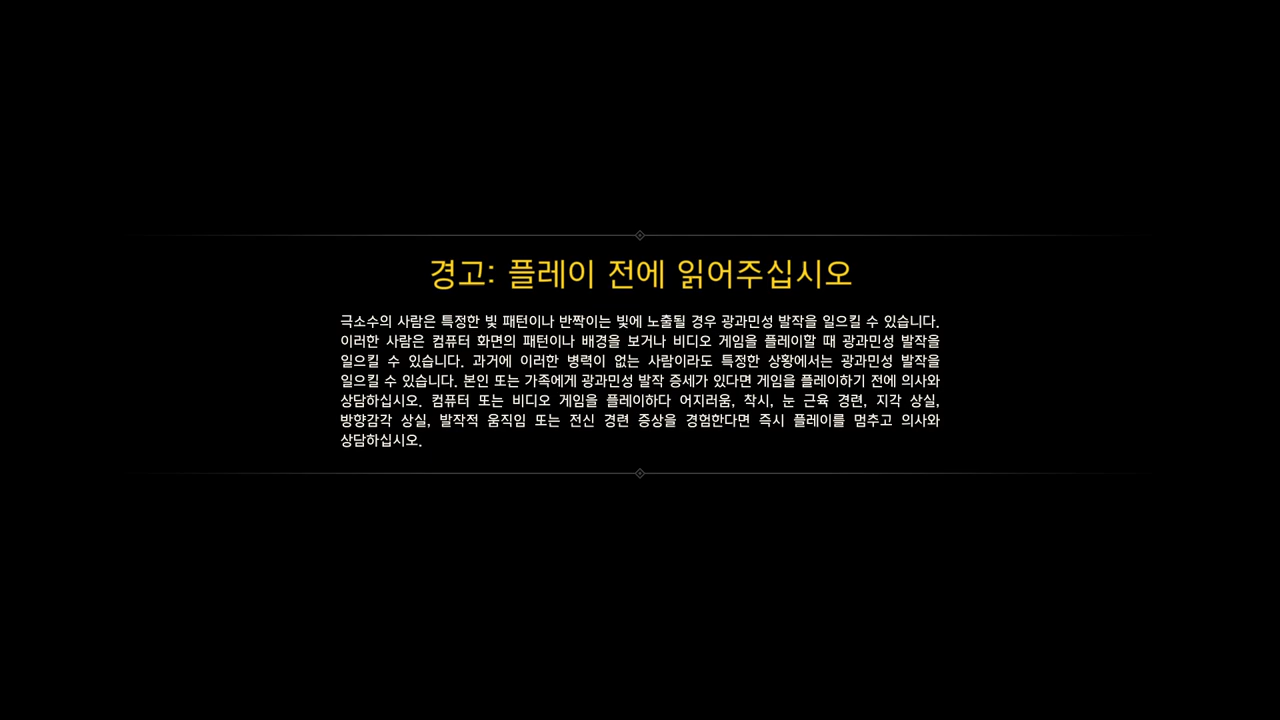 경고: 플레이 전에 읽어주십시오
극소수의 사람은 특정한 빛 패턴이나 반짝이는 빛에 노출될 경우 광과민성 발작을 일으킬 수 있습니다.
이러한 사람은 컴퓨터 화면의 패턴이나 배경을 보거나 비디오 게임을 플레이할 때 광과민성 발작을
일으킬 수 있습니다. 과거에 이러한 병력이 없는 사람이라도 특정한 상황에서는 광과민성 발작을
일으킬 수 있습니다. 본인 또는 가족에게 광과민성 발작 증세가 있다면 게임을 플레이하기 전에 의사와
상담하십시오. 컴퓨터 또는 비디오 게임을 플레이하다 어지러움, 착시, 눈 근육 경련, 지각 상실,
방향감각 상실, 발작적 움직임 또는 전신 경련 증상을 경험한다면 즉시 플레이를 멈추고 의사와
상담하십시오.